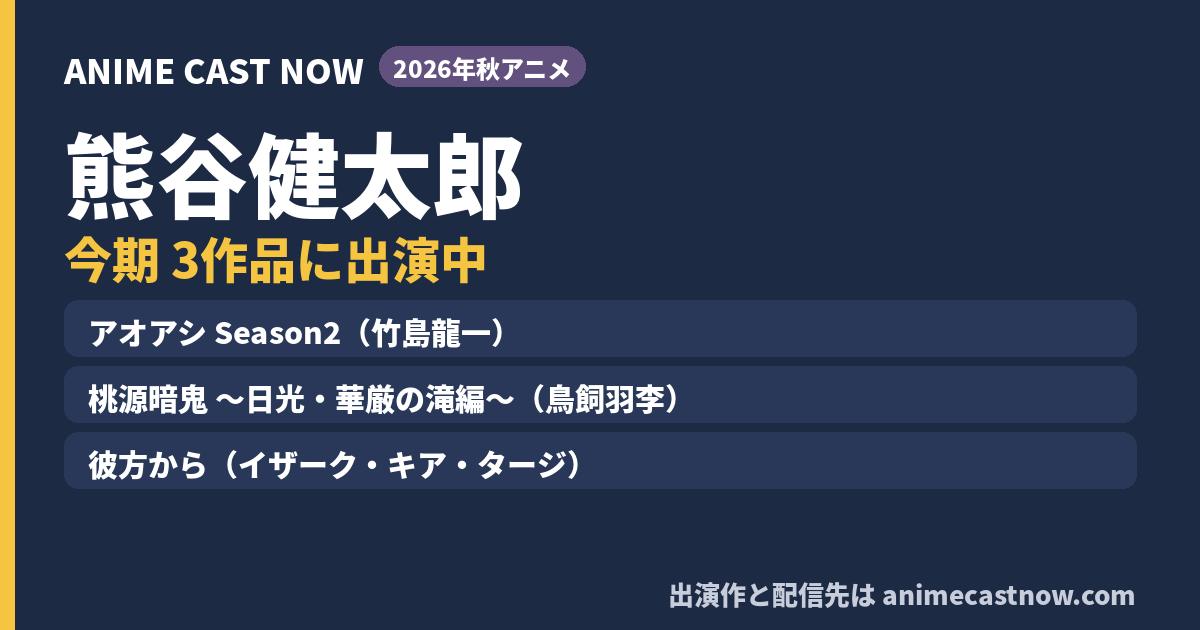 ANIME CAST NOW 2026年秋アニメ
熊谷健太郎
今期 3作品に出演中
アオアシ Season2（竹島龍一）
桃源暗鬼 〜日光・華厳の滝編〜（鳥飼羽李）
彼方から（イザーク・キア・タージ）
出演作と配信先は animecastnow.com